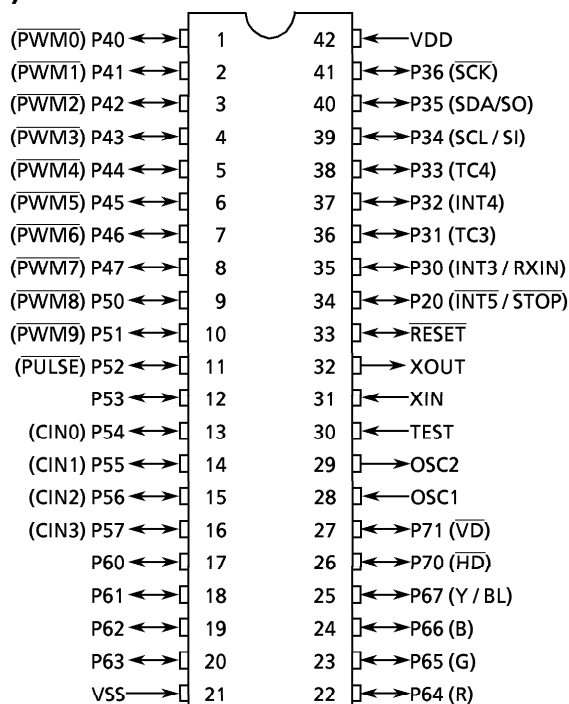 (PWM0) P40 1 42 VDD
(PWM1) P41 2 41 P36 (SCK)
(PWM2) P42 3 40 P35 (SDA/SO)
(PWM3) P43 4 39 P34 (SCL / SI)
(PWM4) P44 5 38 P33 (TC4)
(PWM5) P45 6 37 P32 (INT4)
(PWM6) P46 7 36 P31 (TC3)
(PWM7) P47 8 35 P30 (INT3 / RXIN)
(PWM8) P50 9 34 P20 (INT5 / STOP)
(PWM9) P51 10 33 RESET
(PULSE) P52 11 32 XOUT
P53 12 31 XIN
(CIN0) P54 13 30 TEST
(CIN1) P55 14 29 OSC2
(CIN2) P56 15 28 OSC1
(CIN3) P57 16 27 P71 (VD)
P60 17 26 P70 (HD)
P61 18 25 P67 (Y / BL)
P62 19 24 P66 (B)
P63 20 23 P65 (G)
VSS 21 22 P64 (R)